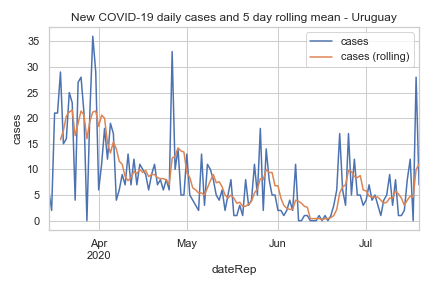 New COVID-19 daily cases and 5 day rolling mean - Uruguay
cases
cases (rolling)
35
30
25
20
15
10
5
0
cases
Apr
2020
May
Jun
Jul
dateRep